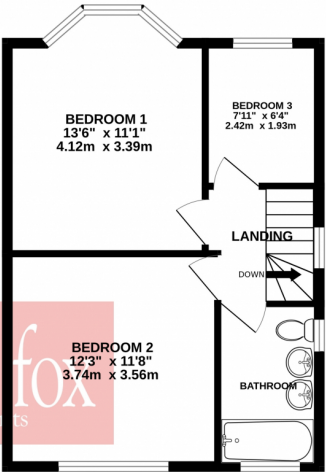 BEDROOM 1
13'6" x 11'1"
4.12m x 3.39m
BEDROOM 3
7'11" x 6'4"
2.42m x 1.93m
LANDING
DOWN
BEDROOM 2
12'3" x 11'8"
3.74m x 3.56m
fox
ts
BATHROOM